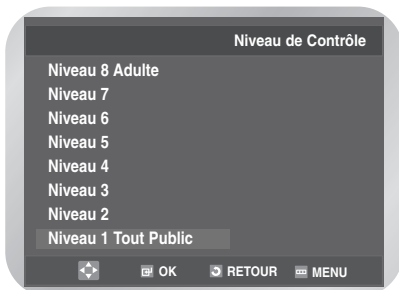 Niveau de Contrôle
Niveau 8 Adulte
Niveau 7
Niveau 6
Niveau 5
Niveau 4
Niveau 3
Niveau 2
Niveau 1 Tout Public
OK RETOUR MENU